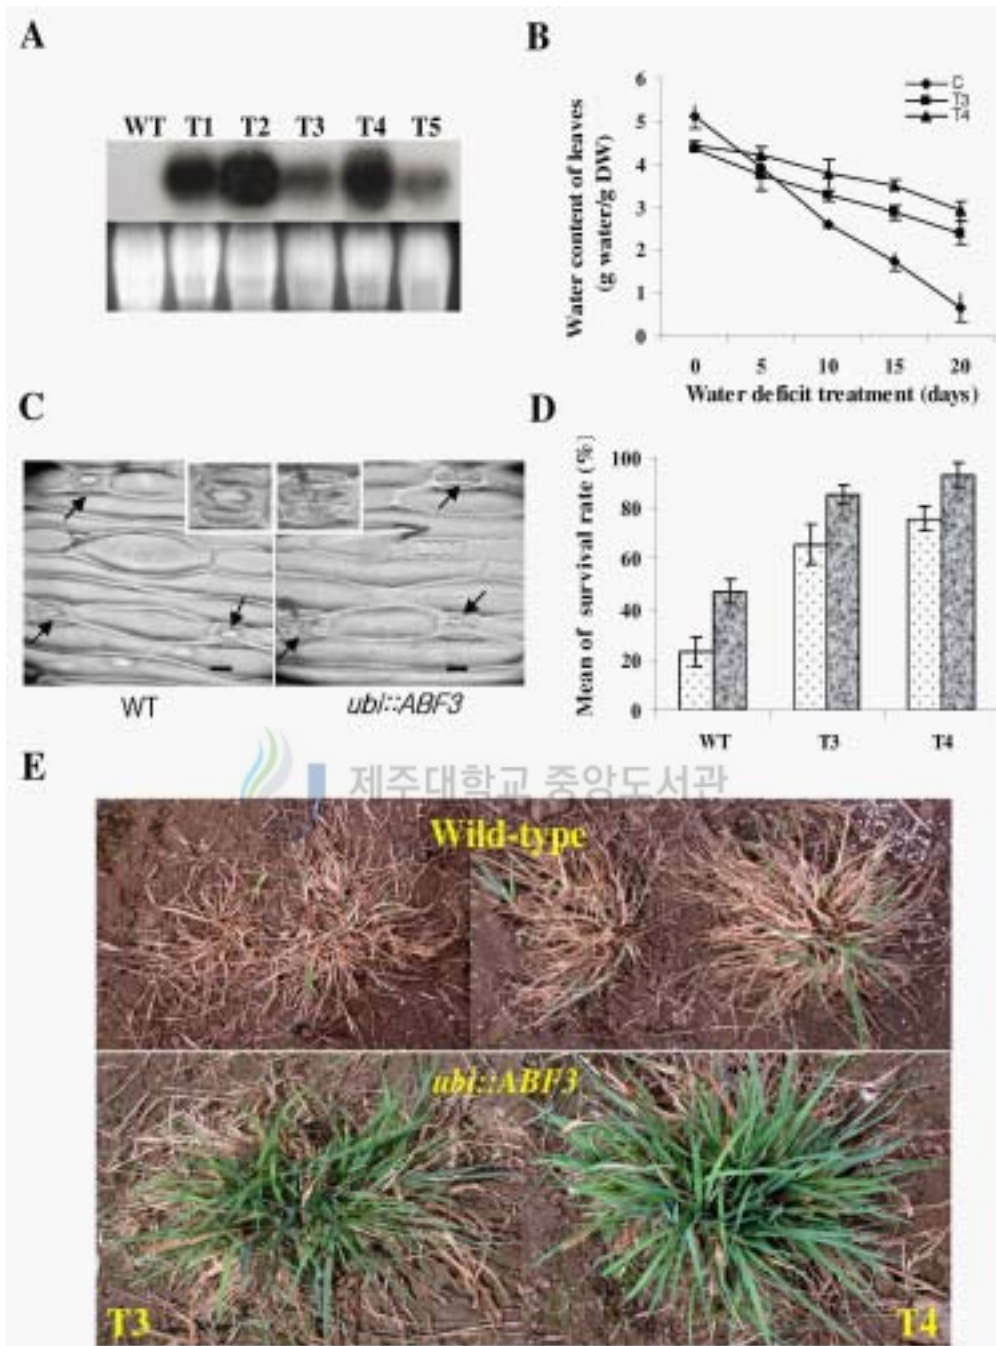 A
WT T1 T2 T3 T4 T5
B
Water content of leaves
(g water/g DW)
6
5
4
3
2
1
0
C
T3
T4
0 5 10 15 20
Water deficit treatment (days)
C
WT
ubi::ABF3
D
Mean of survival rate (%)
100
80
60
40
20
0
WT T3 T4
제주대학교 중앙도서관
E
Wild-type
ubi::ABF3
T3
T4